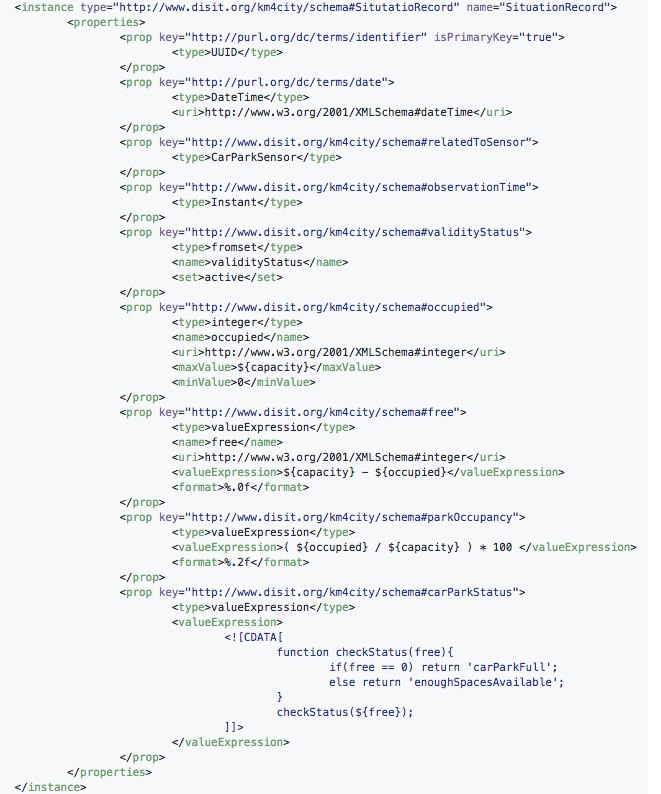 <instance type="http://www.disit.org/km4city/schema#SitutatioRecord" name="SituationRecord">
<properties>
<prop key="http://purl.org/dc/terms/identifier" isPrimaryKey="true">
<type>UUID</type>
</prop>
<prop key="http://purl.org/dc/terms/date">
<type>DateTime</type>
<uri>http://www.w3.org/2001/XMLSchema#dateTime</uri>
</prop>
<prop key="http://www.disit.org/km4city/schema#relatedToSensor">
<type>CarParkSensor</type>
</prop>
<prop key="http://www.disit.org/km4city/schema#observationTime">
<type>Instant</type>
</prop>
<prop key="http://www.disit.org/km4city/schema#validityStatus">
<type>fromset</type>
<name>validityStatus</name>
<set>active</set>
</prop>
<prop key="http://www.disit.org/km4city/schema#occupied">
<type>integer</type>
<name>occupied</name>
<uri>http://www.w3.org/2001/XMLSchema#integer</uri>
<maxValue>${capacity}</maxValue>
<minValue>0</minValue>
</prop>
<prop key="http://www.disit.org/km4city/schema#free">
<type>valueExpression</type>
<name>free</name>
<uri>http://www.w3.org/2001/XMLSchema#integer</uri>
<valueExpression>${capacity} - ${occupied}</valueExpression>
<format>%.0f</format>
</prop>
<prop key="http://www.disit.org/km4city/schema#parkOccupancy">
<type>valueExpression</type>
<valueExpression>( ${occupied} / ${capacity} ) * 100 </valueExpression>
<format>%.2f</format>
</prop>
<prop key="http://www.disit.org/km4city/schema#carParkStatus">
<type>valueExpression</type>
<valueExpression>
<![CDATA[
function checkStatus(free){
if(free == 0) return 'carParkFull';
else return 'enoughSpacesAvailable';
}
checkStatus(${free});
]]>
</valueExpression>
</prop>
</properties>
</instance>